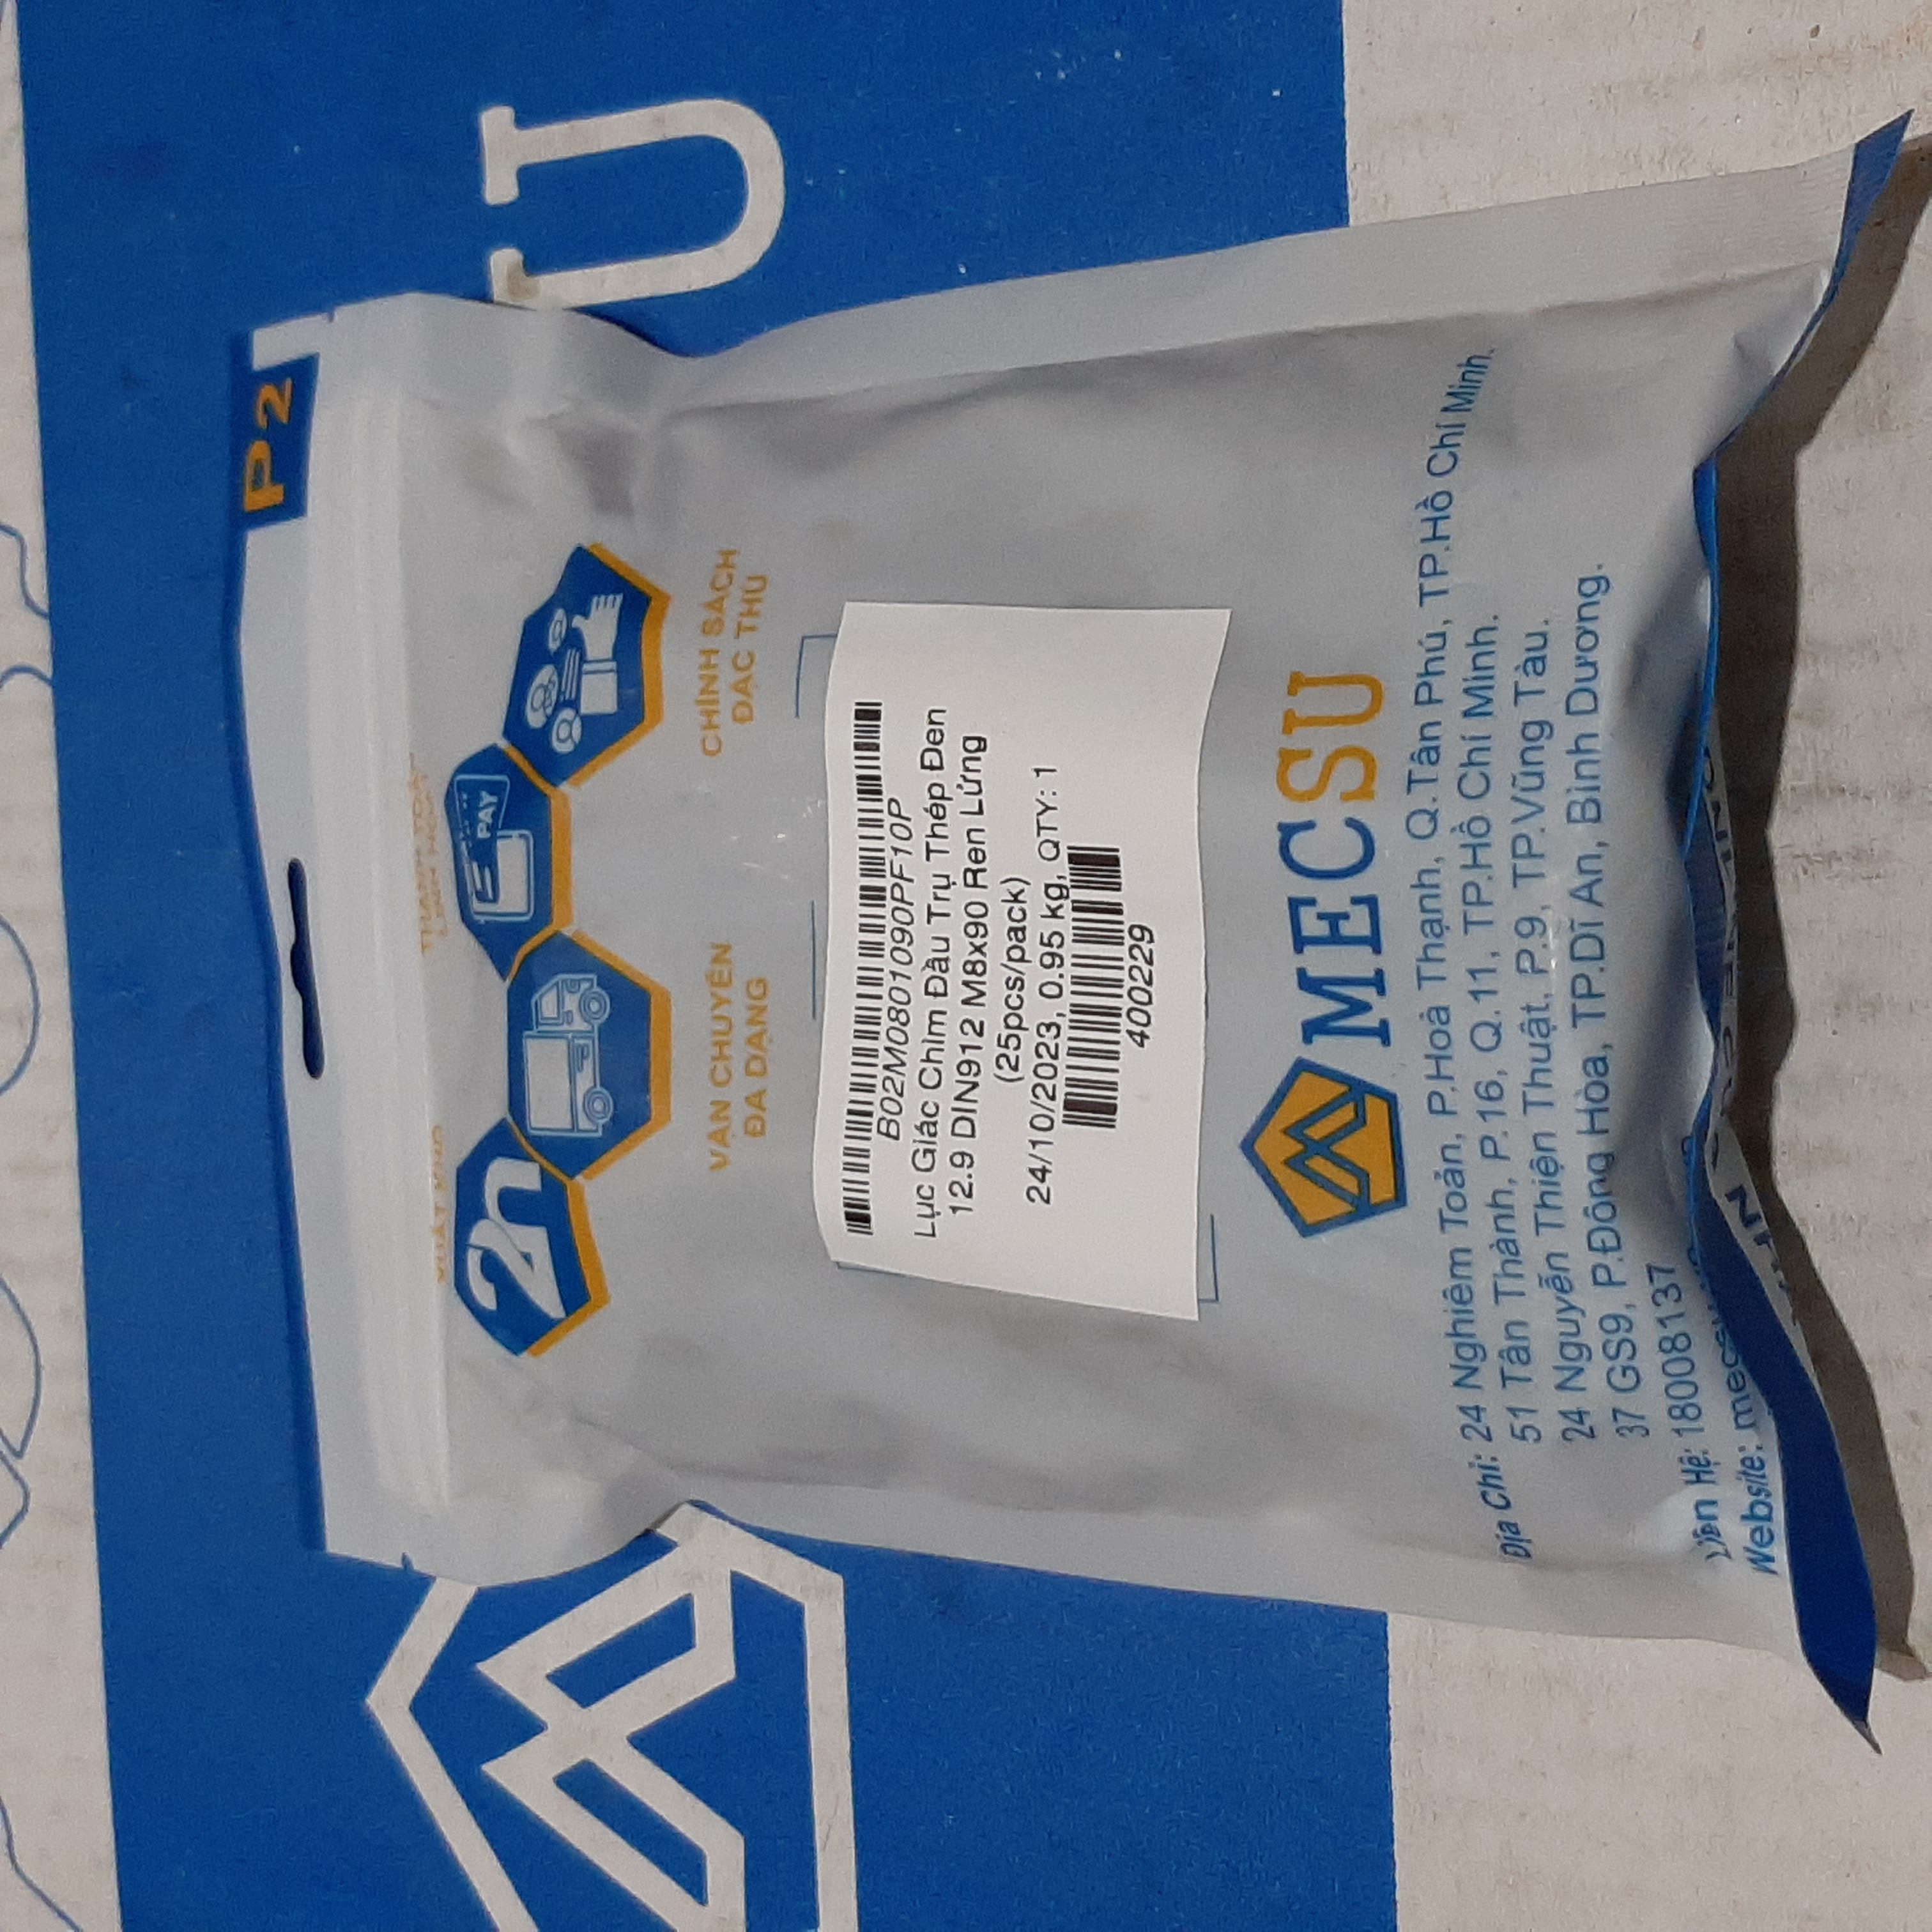 U
P2
CHÍNH SÁCH
ĐẶC THÙ
PAY
VẬN CHUYỂN
ĐA DẠNG
2h
B02M0801090PF10P
Lục Giác Chìm Đầu Trụ Thép Đen
12.9 DIN912 M8x90 Ren Lửng
(25pcs/pack)
24/10/2023, 0.95 kg, QTY: 1
400229
MECSU
Địa Chỉ: 24 Nghiêm Toản, P.Hoà Thạnh, Q.Tân Phú, TP.Hồ Chí Minh.
51 Tân Thành, P.16, Q.11, TP.Hồ Chí Minh.
24 Nguyễn Thiện Thuật, P.9, TP.Vũng Tàu.
37 GS9, P.Đông Hòa, TP.Dĩ An, Bình Dương.
Liên Hệ: 18008137
Website: